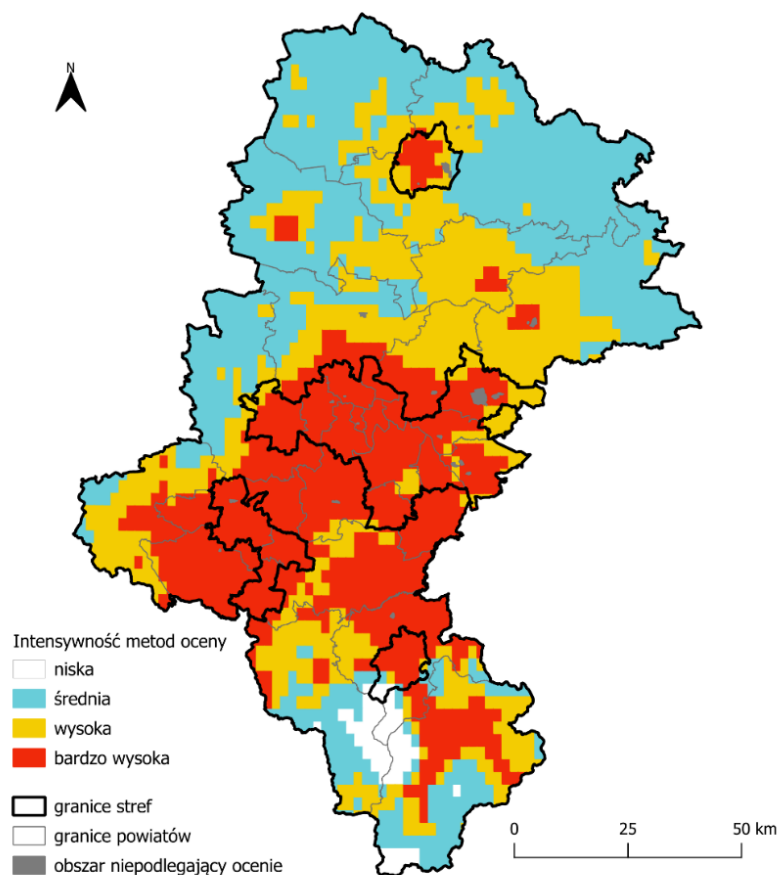 N
Intensywność metod oceny
niska
średnia
wysoka
bardzo wysoka
granice stref
granice powiatów
obszar niepodlegający ocenie
0 25 50 km